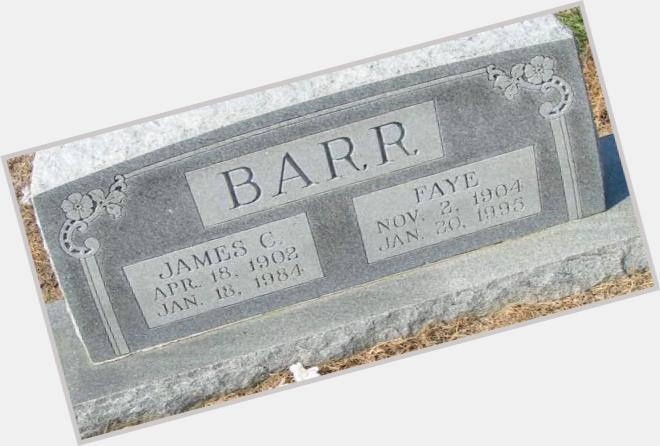 BARR
JAMES C.
APR. 18, 1902
JAN. 18, 1984
FAYE
NOV. 2, 1904
JAN. 20, 1995